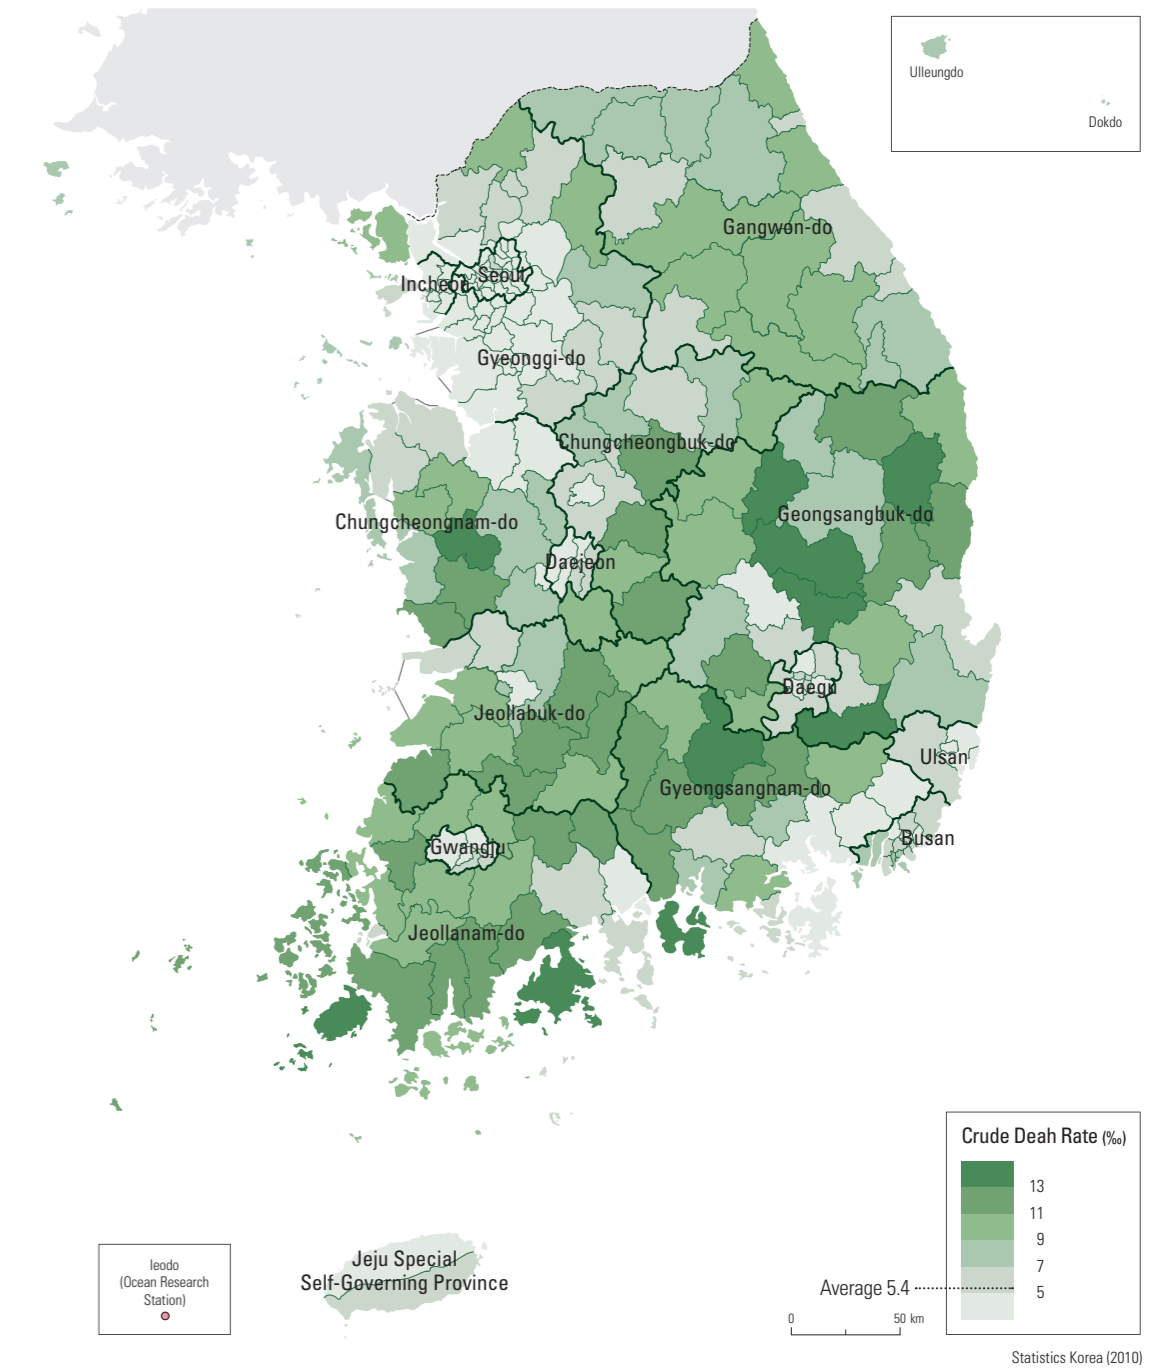 Ulleungdo
Dokdo
Gangwon-do
Seoul
Incheon
Gyeonggi-do
Chungcheongbuk-do
Geongsangbuk-do
Chungcheongnam-do
Daejeon
Daegu
Jeollabuk-do
Ulsan
Gyeongsangham-do
Busan
Gwangju
Jeollanam-do
Crude Deah Rate (‰)
13
11
9
7
5
Average 5.4
Jeju Special
Self-Governing Province
Ieodo
(Ocean Research
Station)
0 50 km
Statistics Korea (2010)